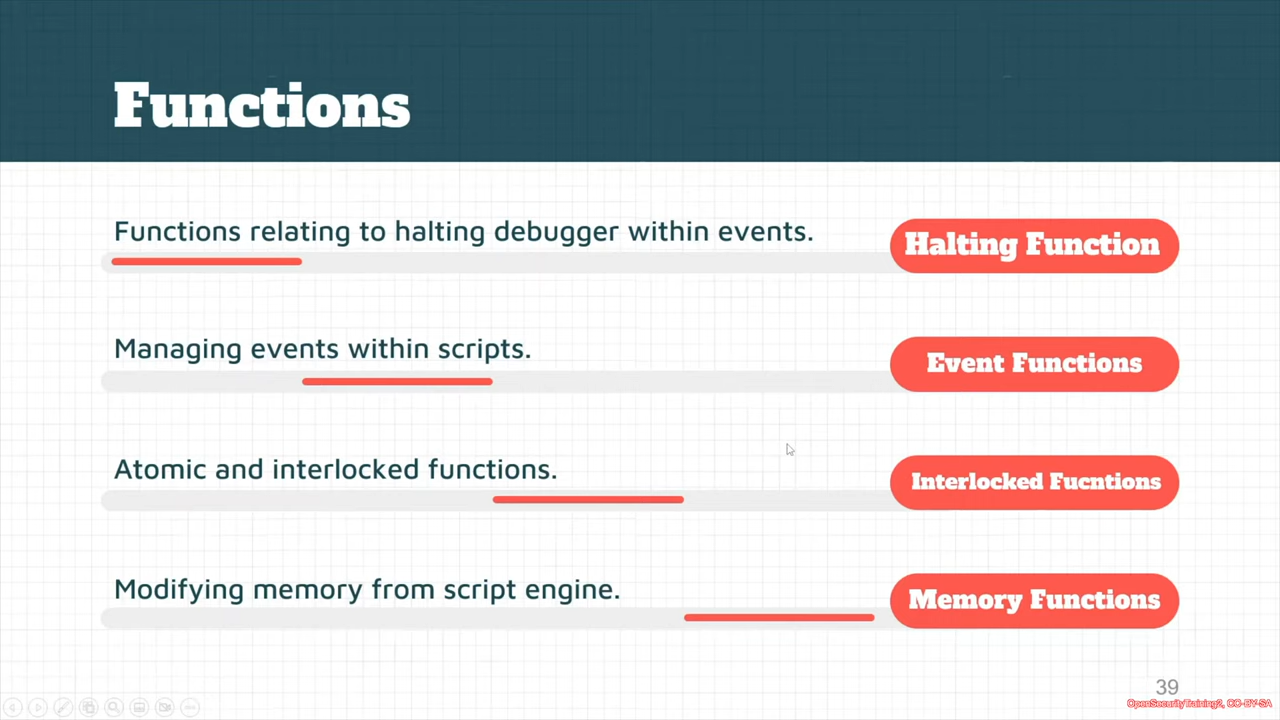 Functions
Functions relating to halting debugger within events.
Halting Function
Managing events within scripts.
Event Functions
Atomic and interlocked functions.
Interlocked Fucntions
Modifying memory from script engine.
Memory Functions
39
OpenSecurityTraining2, CC-BY-SA